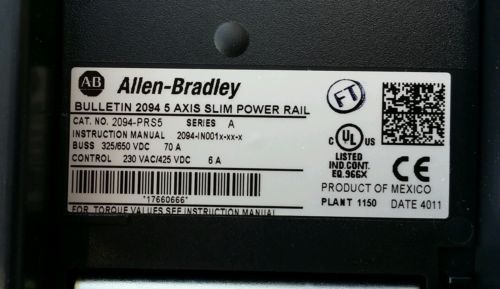 AB Allen-Bradley
BULLETIN 2094 5 AXIS SLIM POWER RAIL
CAT. NO. 2094-PRS5 SERIES A
INSTRUCTION MANUAL 2094-IN001x-xx-x
BUSS 325/650 VDC 70 A
CONTROL 230 VAC/425 VDC 6 A
"17660666"
FOR TORQUE VALUES SEE INSTRUCTION MANUAL
FT
C UL US
LISTED
IND.CONT.
EQ.966X
CE
PRODUCT OF MEXICO
PLANT 1150 DATE 4011